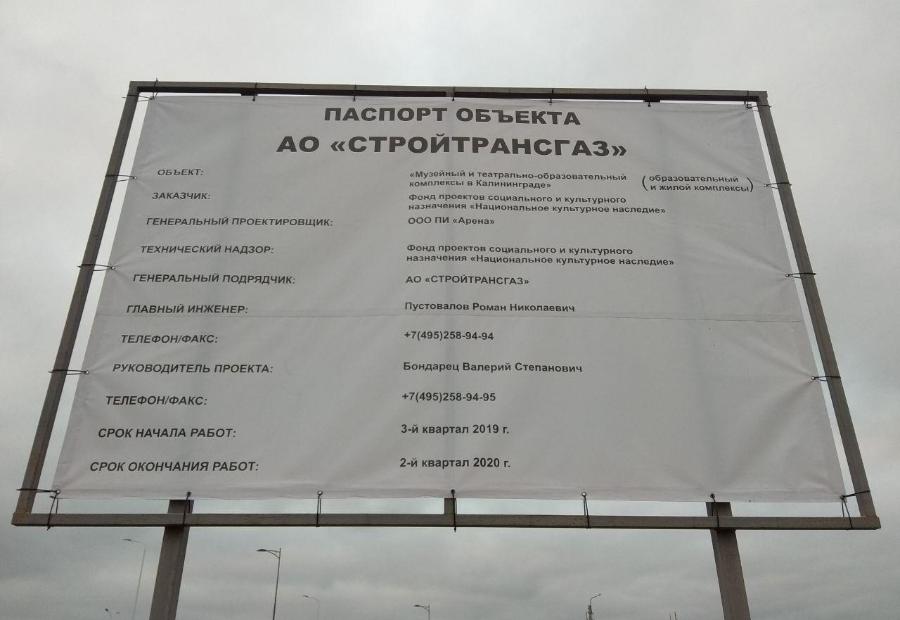 ПАСПОРТ ОБЪЕКТА
АО «СТРОЙТРАНСГАЗ»
ОБЪЕКТ: «Музейный и театрально-образовательный комплексы в Калининграде» (образовательный и жилой комплексы)
ЗАКАЗЧИК: Фонд проектов социального и культурного назначения «Национальное культурное наследие»
ГЕНЕРАЛЬНЫЙ ПРОЕКТИРОВЩИК: ООО ПИ «Арена»
ТЕХНИЧЕСКИЙ НАДЗОР: Фонд проектов социального и культурного назначения «Национальное культурное наследие»
ГЕНЕРАЛЬНЫЙ ПОДРЯДЧИК: АО «СТРОЙТРАНСГАЗ»
ГЛАВНЫЙ ИНЖЕНЕР: Пустовалов Роман Николаевич
ТЕЛЕФОН/ФАКС: +7(495)258-94-94
РУКОВОДИТЕЛЬ ПРОЕКТА: Бондарец Валерий Степанович
ТЕЛЕФОН/ФАКС: +7(495)258-94-95
СРОК НАЧАЛА РАБОТ: 3-й квартал 2019 г.
СРОК ОКОНЧАНИЯ РАБОТ: 2-й квартал 2020 г.